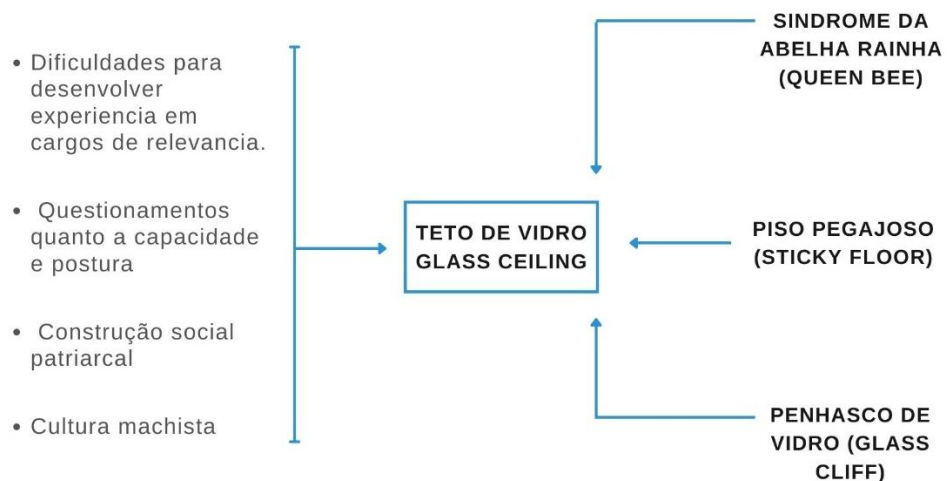 • Dificuldades para
desenvolver
experiencia em
cargos de relevancia.
• Questionamentos
quanto a capacidade
e postura
• Construção social
patriarcal
• Cultura machista
TETO DE VIDRO
GLASS CEILING
SINDROME DA
ABELHA RAINHA
(QUEEN BEE)
PISO PEGAJOSO
(STICKY FLOOR)
PENHASCO DE
VIDRO (GLASS
CLIFF)